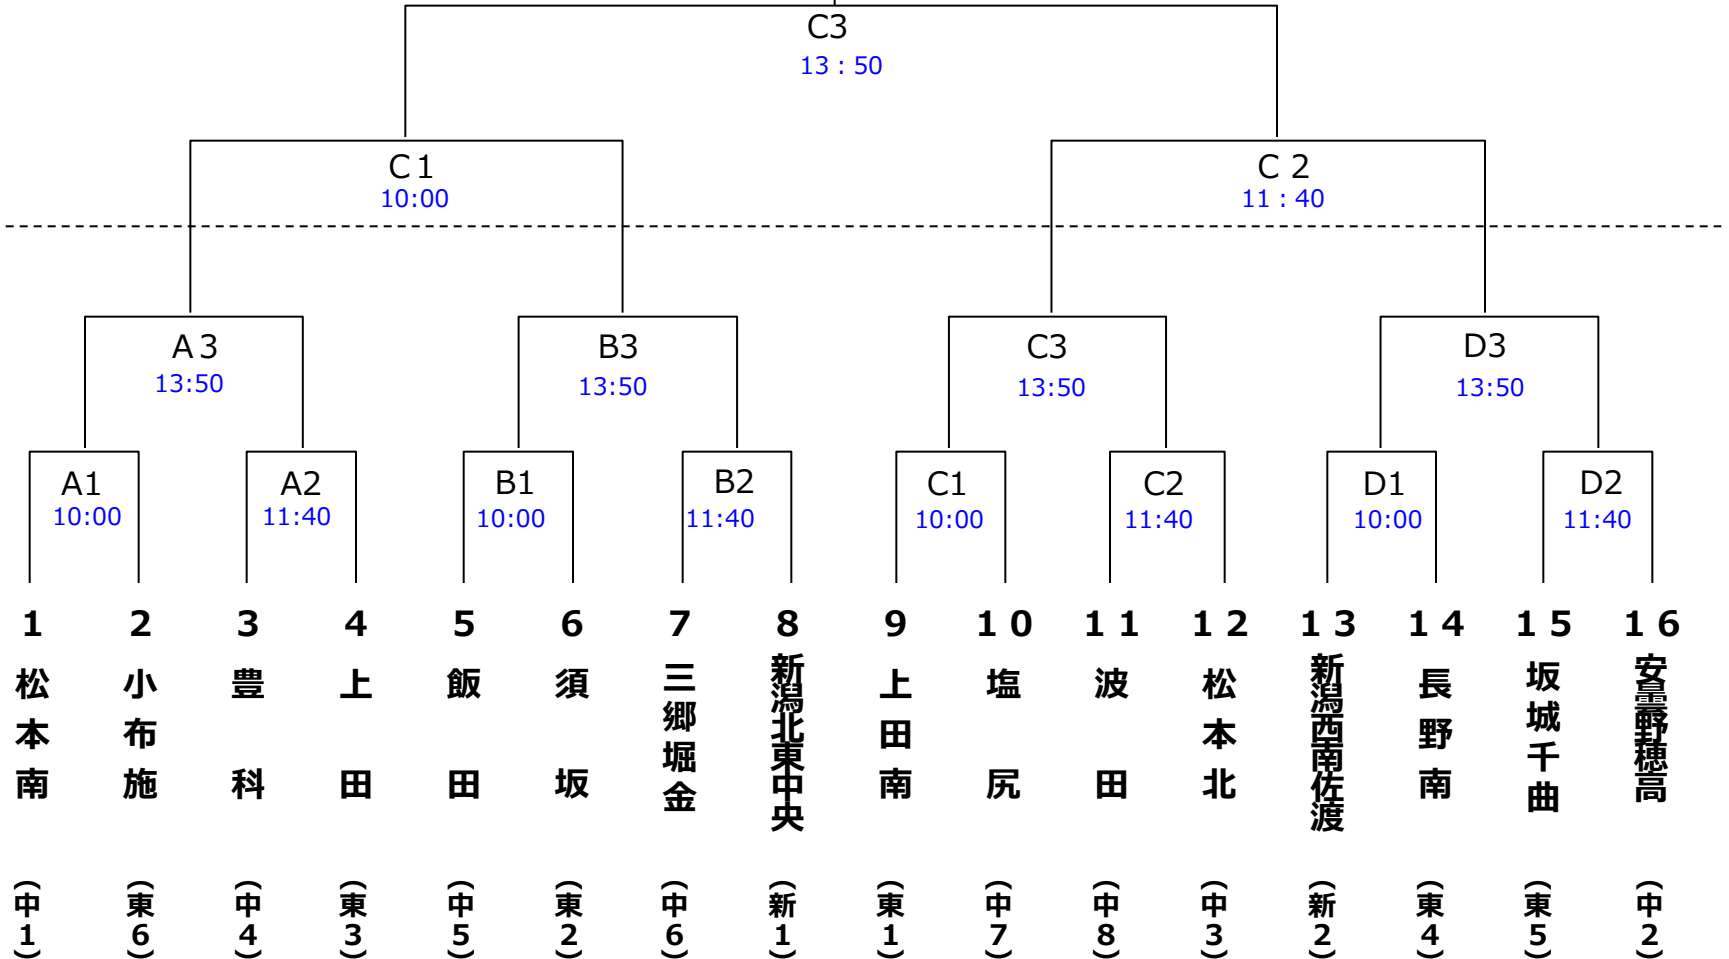 C3
13：50
C１
10:00
C ２
11：40
A３
13:50
B3
13:50
C3
13:50
D3
13:50
A1
10:00
A2
11:40
B1
10:00
B2
11:40
C1
10:00
C2
11:40
D1
10:00
D2
11:40
１
松本南
（中１）
２
小布施
（東６）
３
豊科
（中４）
４
上田
（東３）
５
飯田
（中５）
６
須坂
（東２）
７
三郷堀金
（中６）
８
新潟北東中央
（新１）
９
上田南
（東１）
１０
塩尻
（中７）
１１
波田
（中８）
１２
松本北
（中３）
１３
新潟西南佐渡
（新２）
１４
長野南
（東４）
１５
坂城千曲
（東５）
１６
安曇野穂高
（中２）